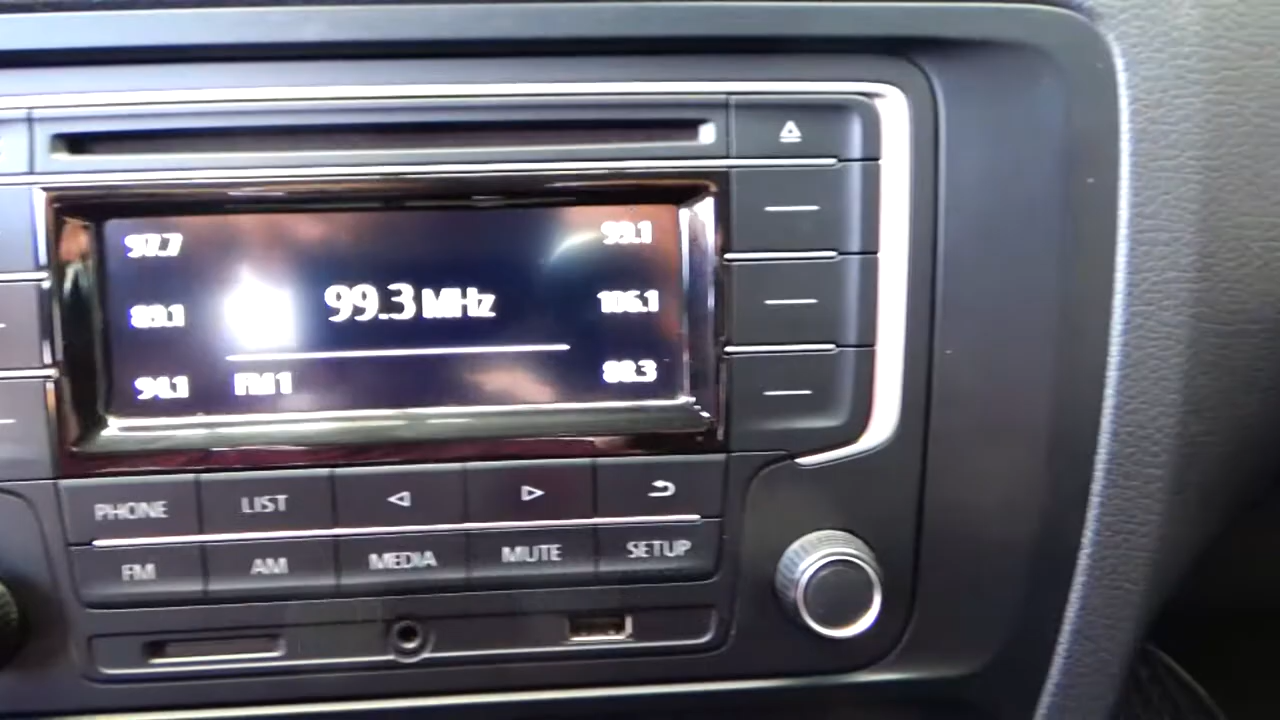 97.7 99.1
99.3 MHz
89.1 106.1
94.1 FM1 88.3
PHONE LIST
FM AM MEDIA MUTE SETUP